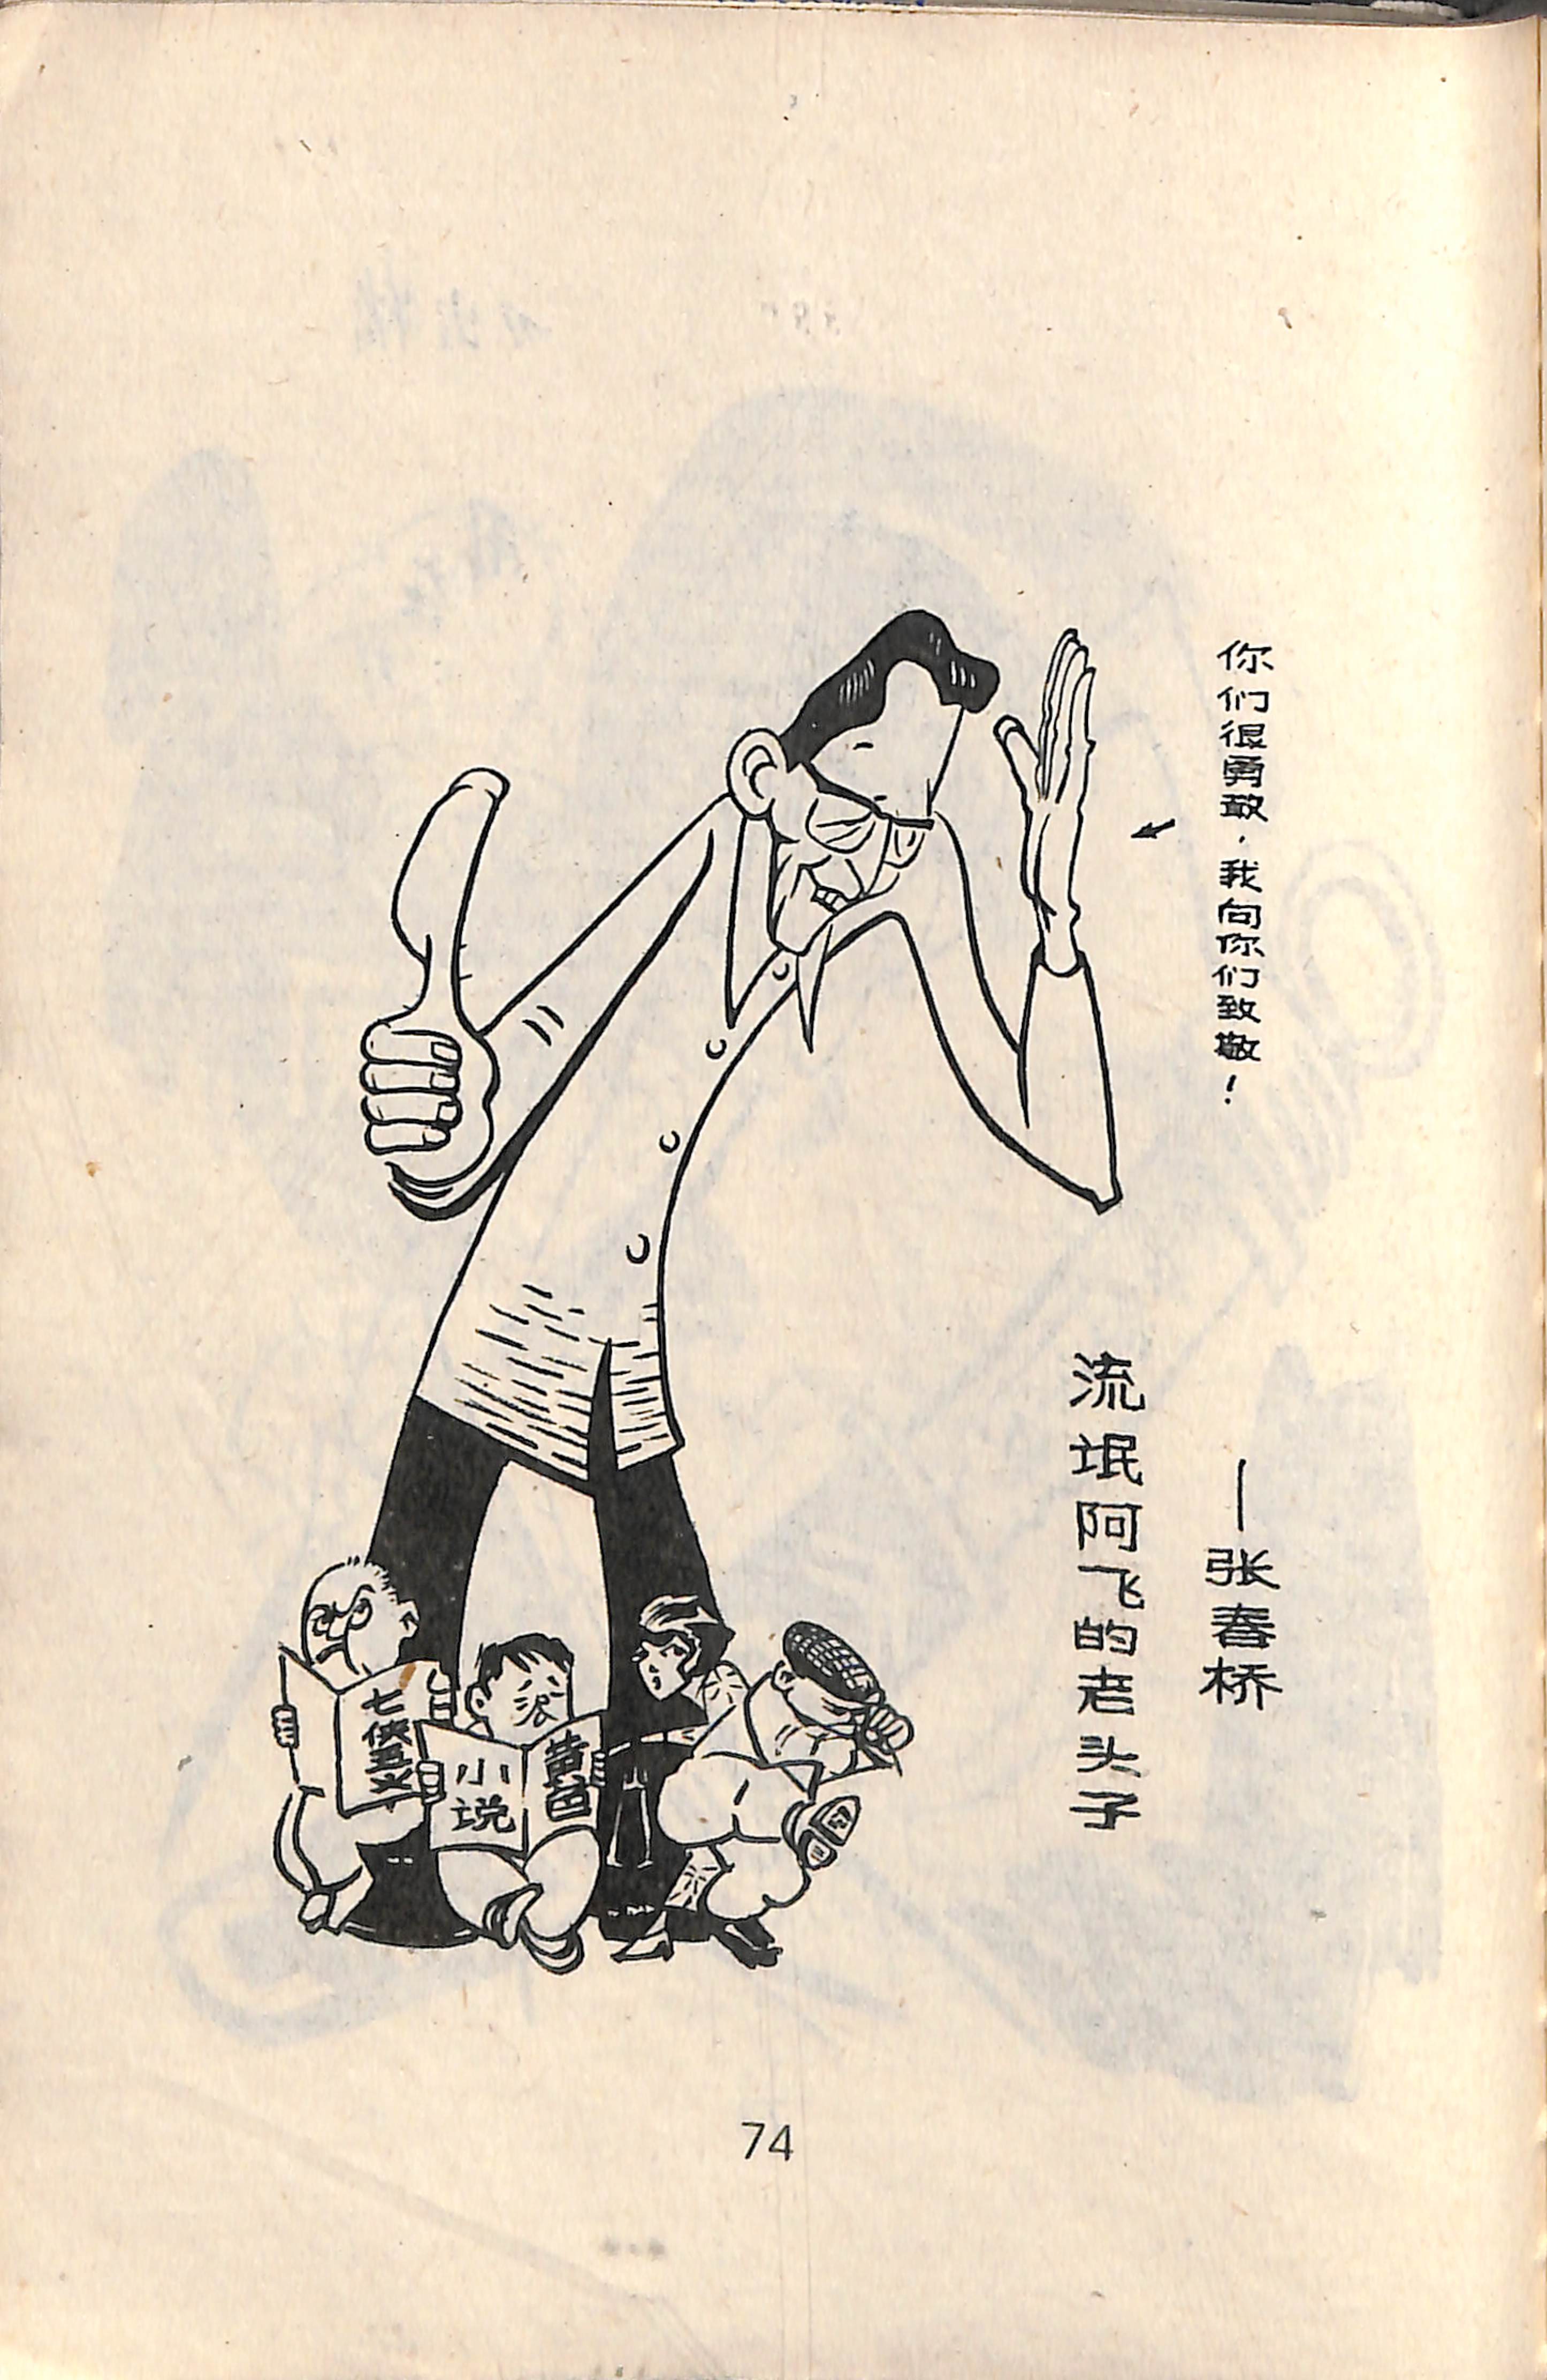 你们很勇敢，我向你们致敬！
流氓阿飞的老头子
——张春桥
七侠五义
黄色
小说
74